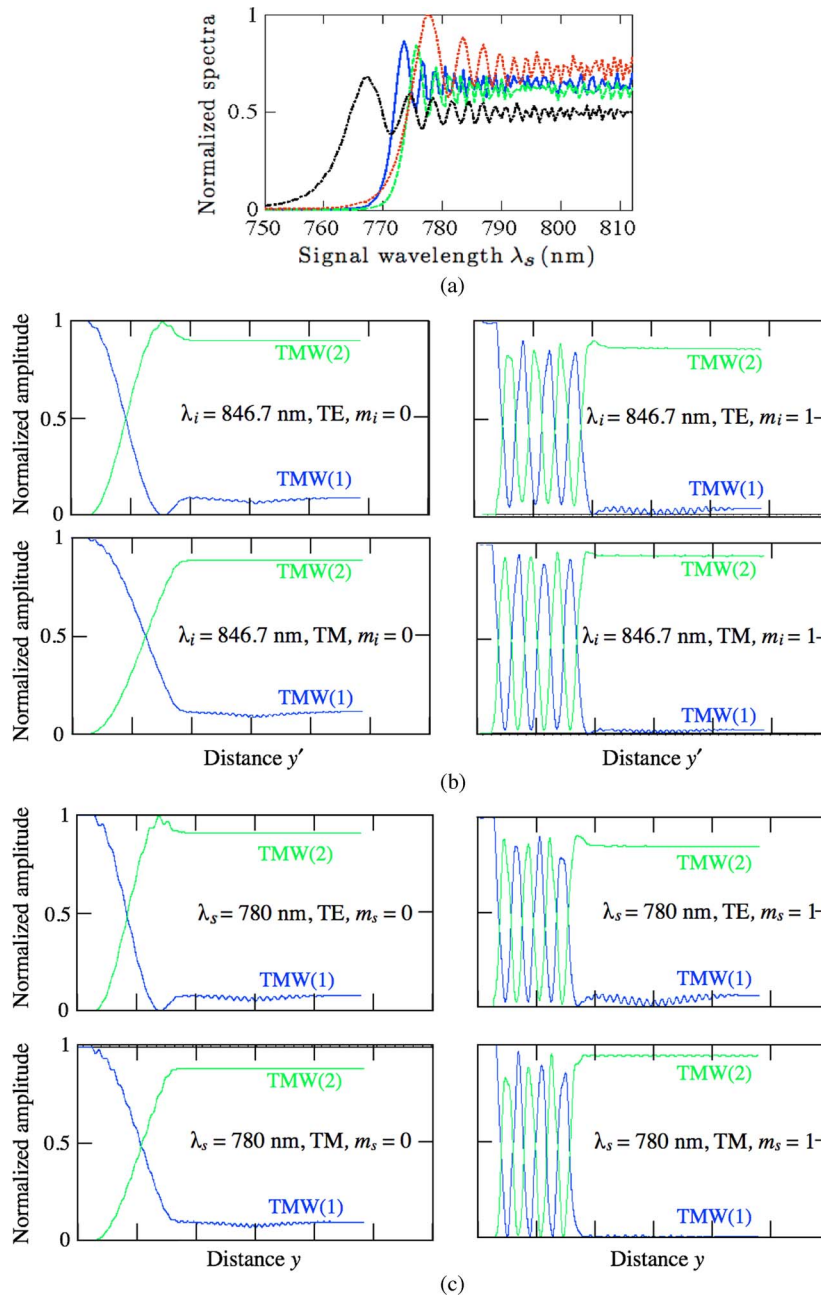 1
0.5
0
Normalized spectra
750 760 770 780 790 800 810
Signal wavelength λs (nm)
(a)
1
0.5
0
Normalized amplitude
TMW(2)
λi = 846.7 nm, TE, mi = 0
TMW(1)
TMW(2)
λi = 846.7 nm, TE, mi = 1
TMW(1)
1
0.5
0
Normalized amplitude
TMW(2)
λi = 846.7 nm, TM, mi = 0
TMW(1)
TMW(2)
λi = 846.7 nm, TM, mi = 1
TMW(1)
Distance y′
Distance y′
(b)
1
0.5
0
Normalized amplitude
TMW(2)
λs = 780 nm, TE, ms = 0
TMW(1)
TMW(2)
λs = 780 nm, TE, ms = 1
TMW(1)
1
0.5
0
Normalized amplitude
TMW(2)
λs = 780 nm, TM, ms = 0
TMW(1)
TMW(2)
λs = 780 nm, TM, ms = 1
TMW(1)
Distance y
Distance y
(c)